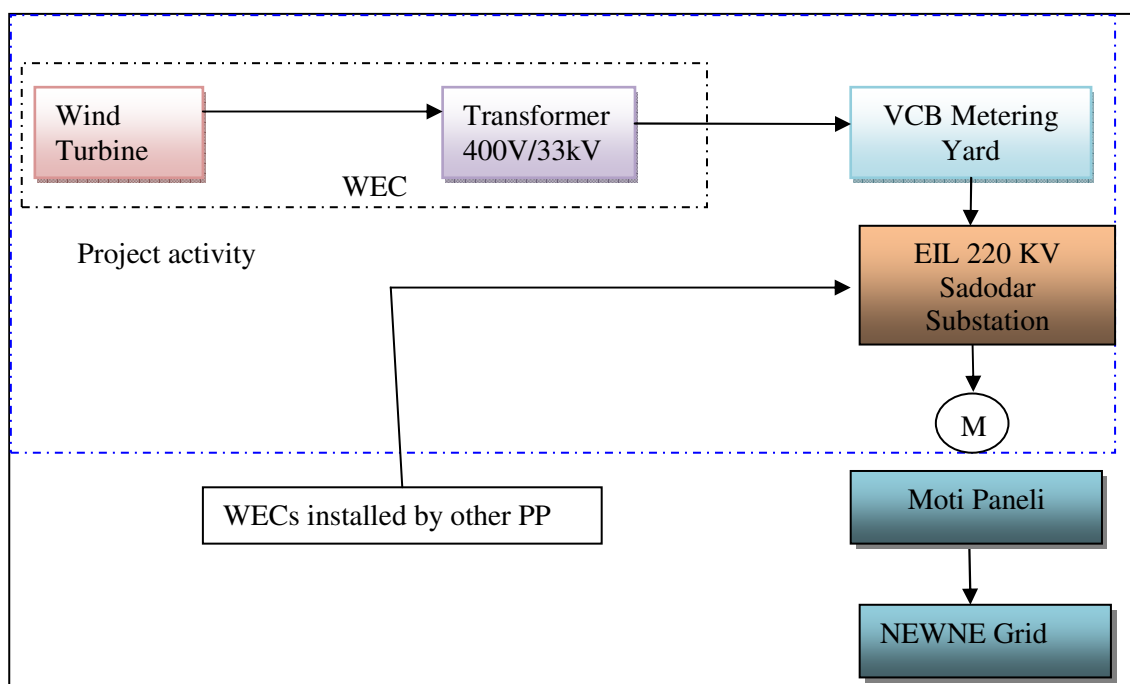 Wind
Turbine
Transformer
400V/33kV
VCB Metering
Yard
WEC
Project activity
EIL 220 KV
Sadodar
Substation
M
WECs installed by other PP
Moti Paneli
NEWNE Grid